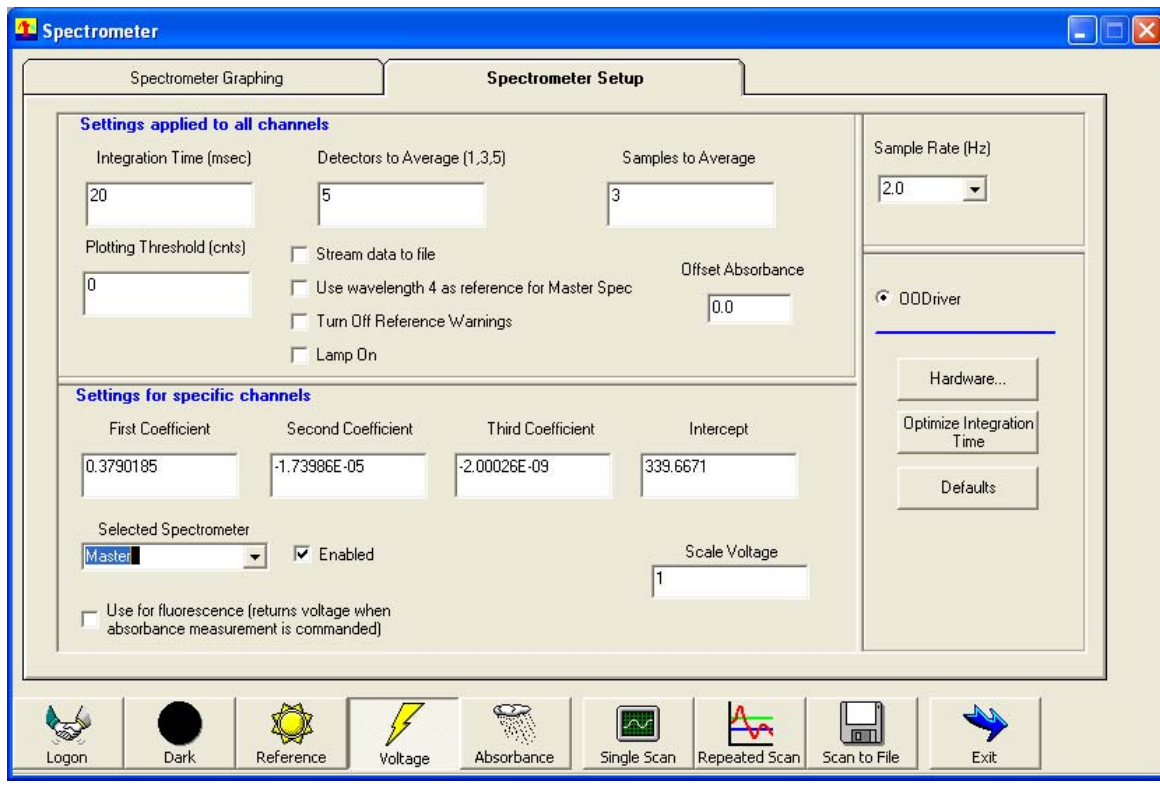 Spectrometer
Spectrometer Graphing
Spectrometer Setup
Settings applied to all channels
Integration Time (msec)
Detectors to Average (1,3,5)
Samples to Average
20
5
3
Plotting Threshold (cnts)
0
Stream data to file
Use wavelength 4 as reference for Master Spec
Turn Off Reference Warnings
Lamp On
Offset Absorbance
0.0
Sample Rate (Hz)
2.0
OODriver
Hardware...
Optimize Integration
Time
Defaults
Settings for specific channels
First Coefficient
Second Coefficient
Third Coefficient
Intercept
0.3790185
-1.73986E-05
-2.00026E-09
339.6671
Selected Spectrometer
Master
Enabled
Scale Voltage
1
Use for fluorescence (returns voltage when
absorbance measurement is commanded)
Logon
Dark
Reference
Voltage
Absorbance
Single Scan
Repeated Scan
Scan to File
Exit